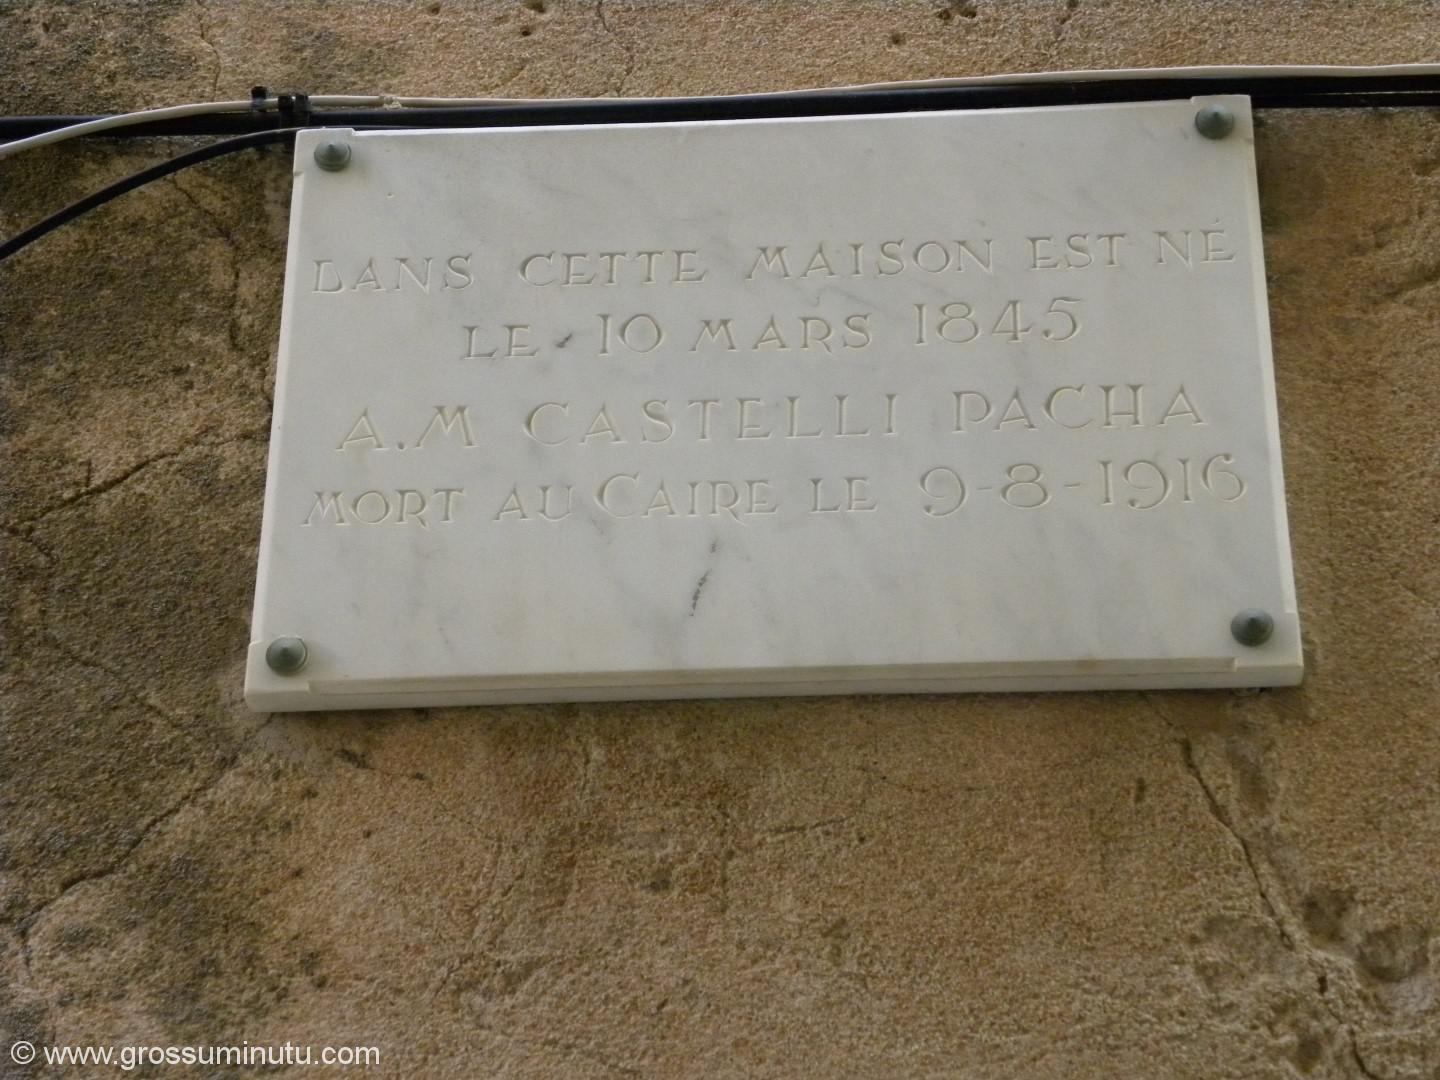 DANS CETTE MAISON EST NÉ
LE 10 MARS 1845
A.M CASTELLI PACHA
MORT AU CAIRE LE 9-8-1916
© www.grossuminutu.com